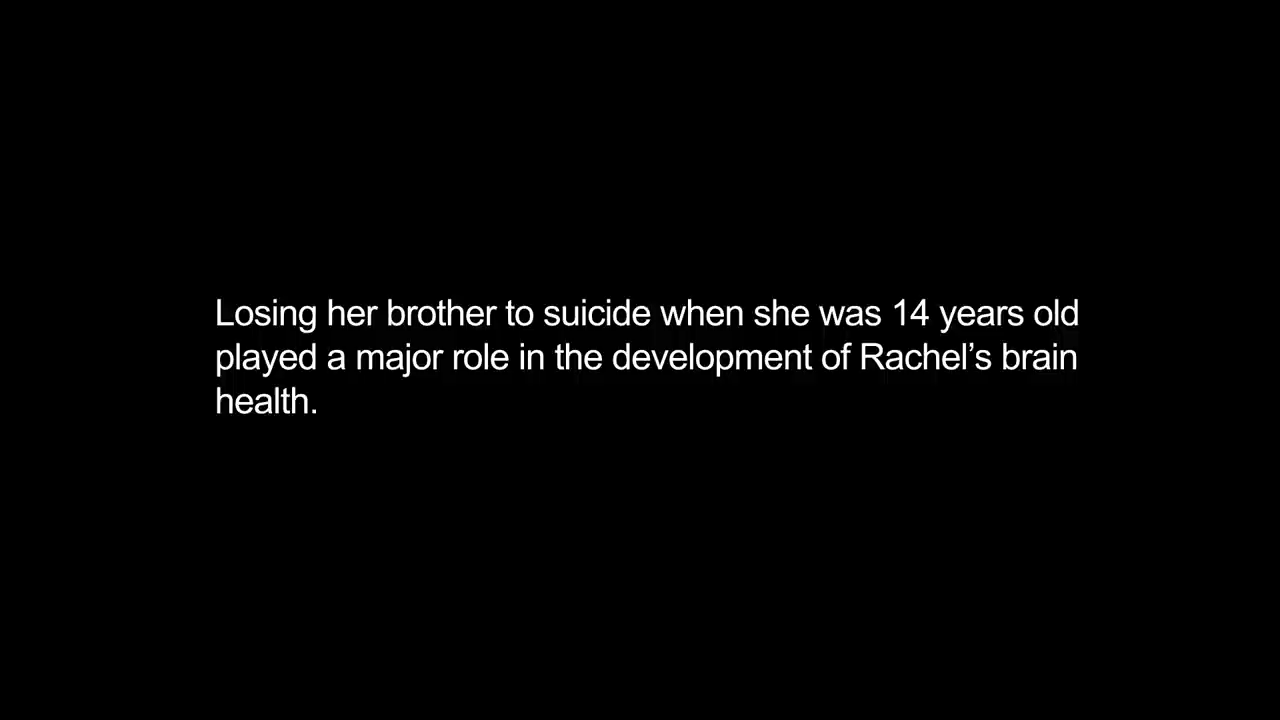 Losing her brother to suicide when she was 14 years old
played a major role in the development of Rachel’s brain
health.